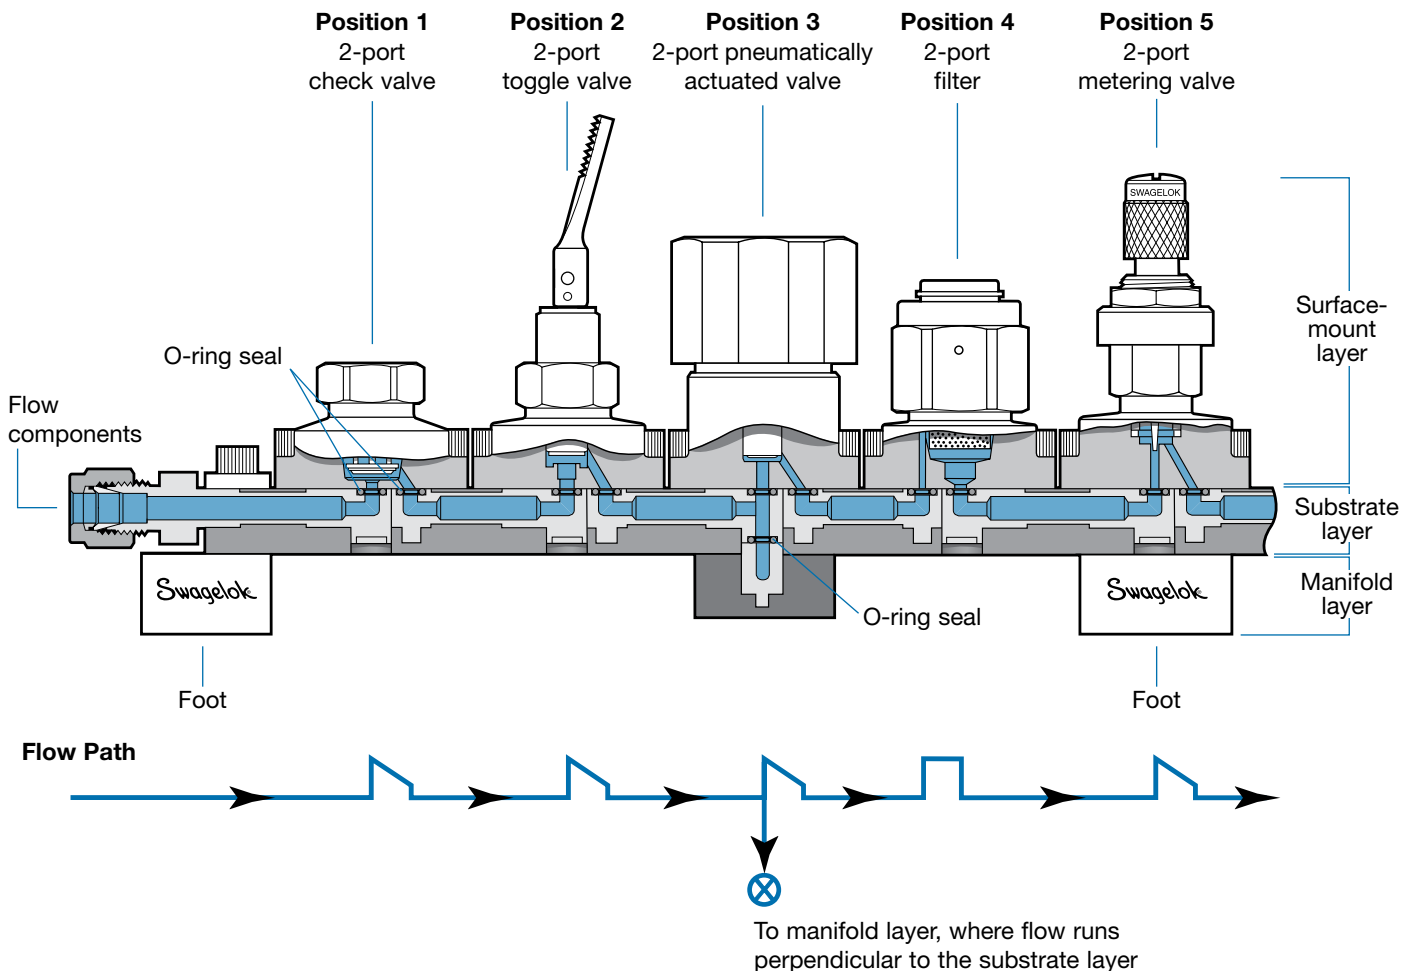 Position 1
2-port
check valve
Position 2
2-port
toggle valve
Position 3
2-port pneumatically
actuated valve
Position 4
2-port
filter
Position 5
2-port
metering valve
SWAGELOK
Surface-
mount
layer
O-ring seal
Flow
components
Substrate
layer
Manifold
layer
Swagelok
Swagelok
O-ring seal
Foot
Foot
Flow Path
To manifold layer, where flow runs
perpendicular to the substrate layer